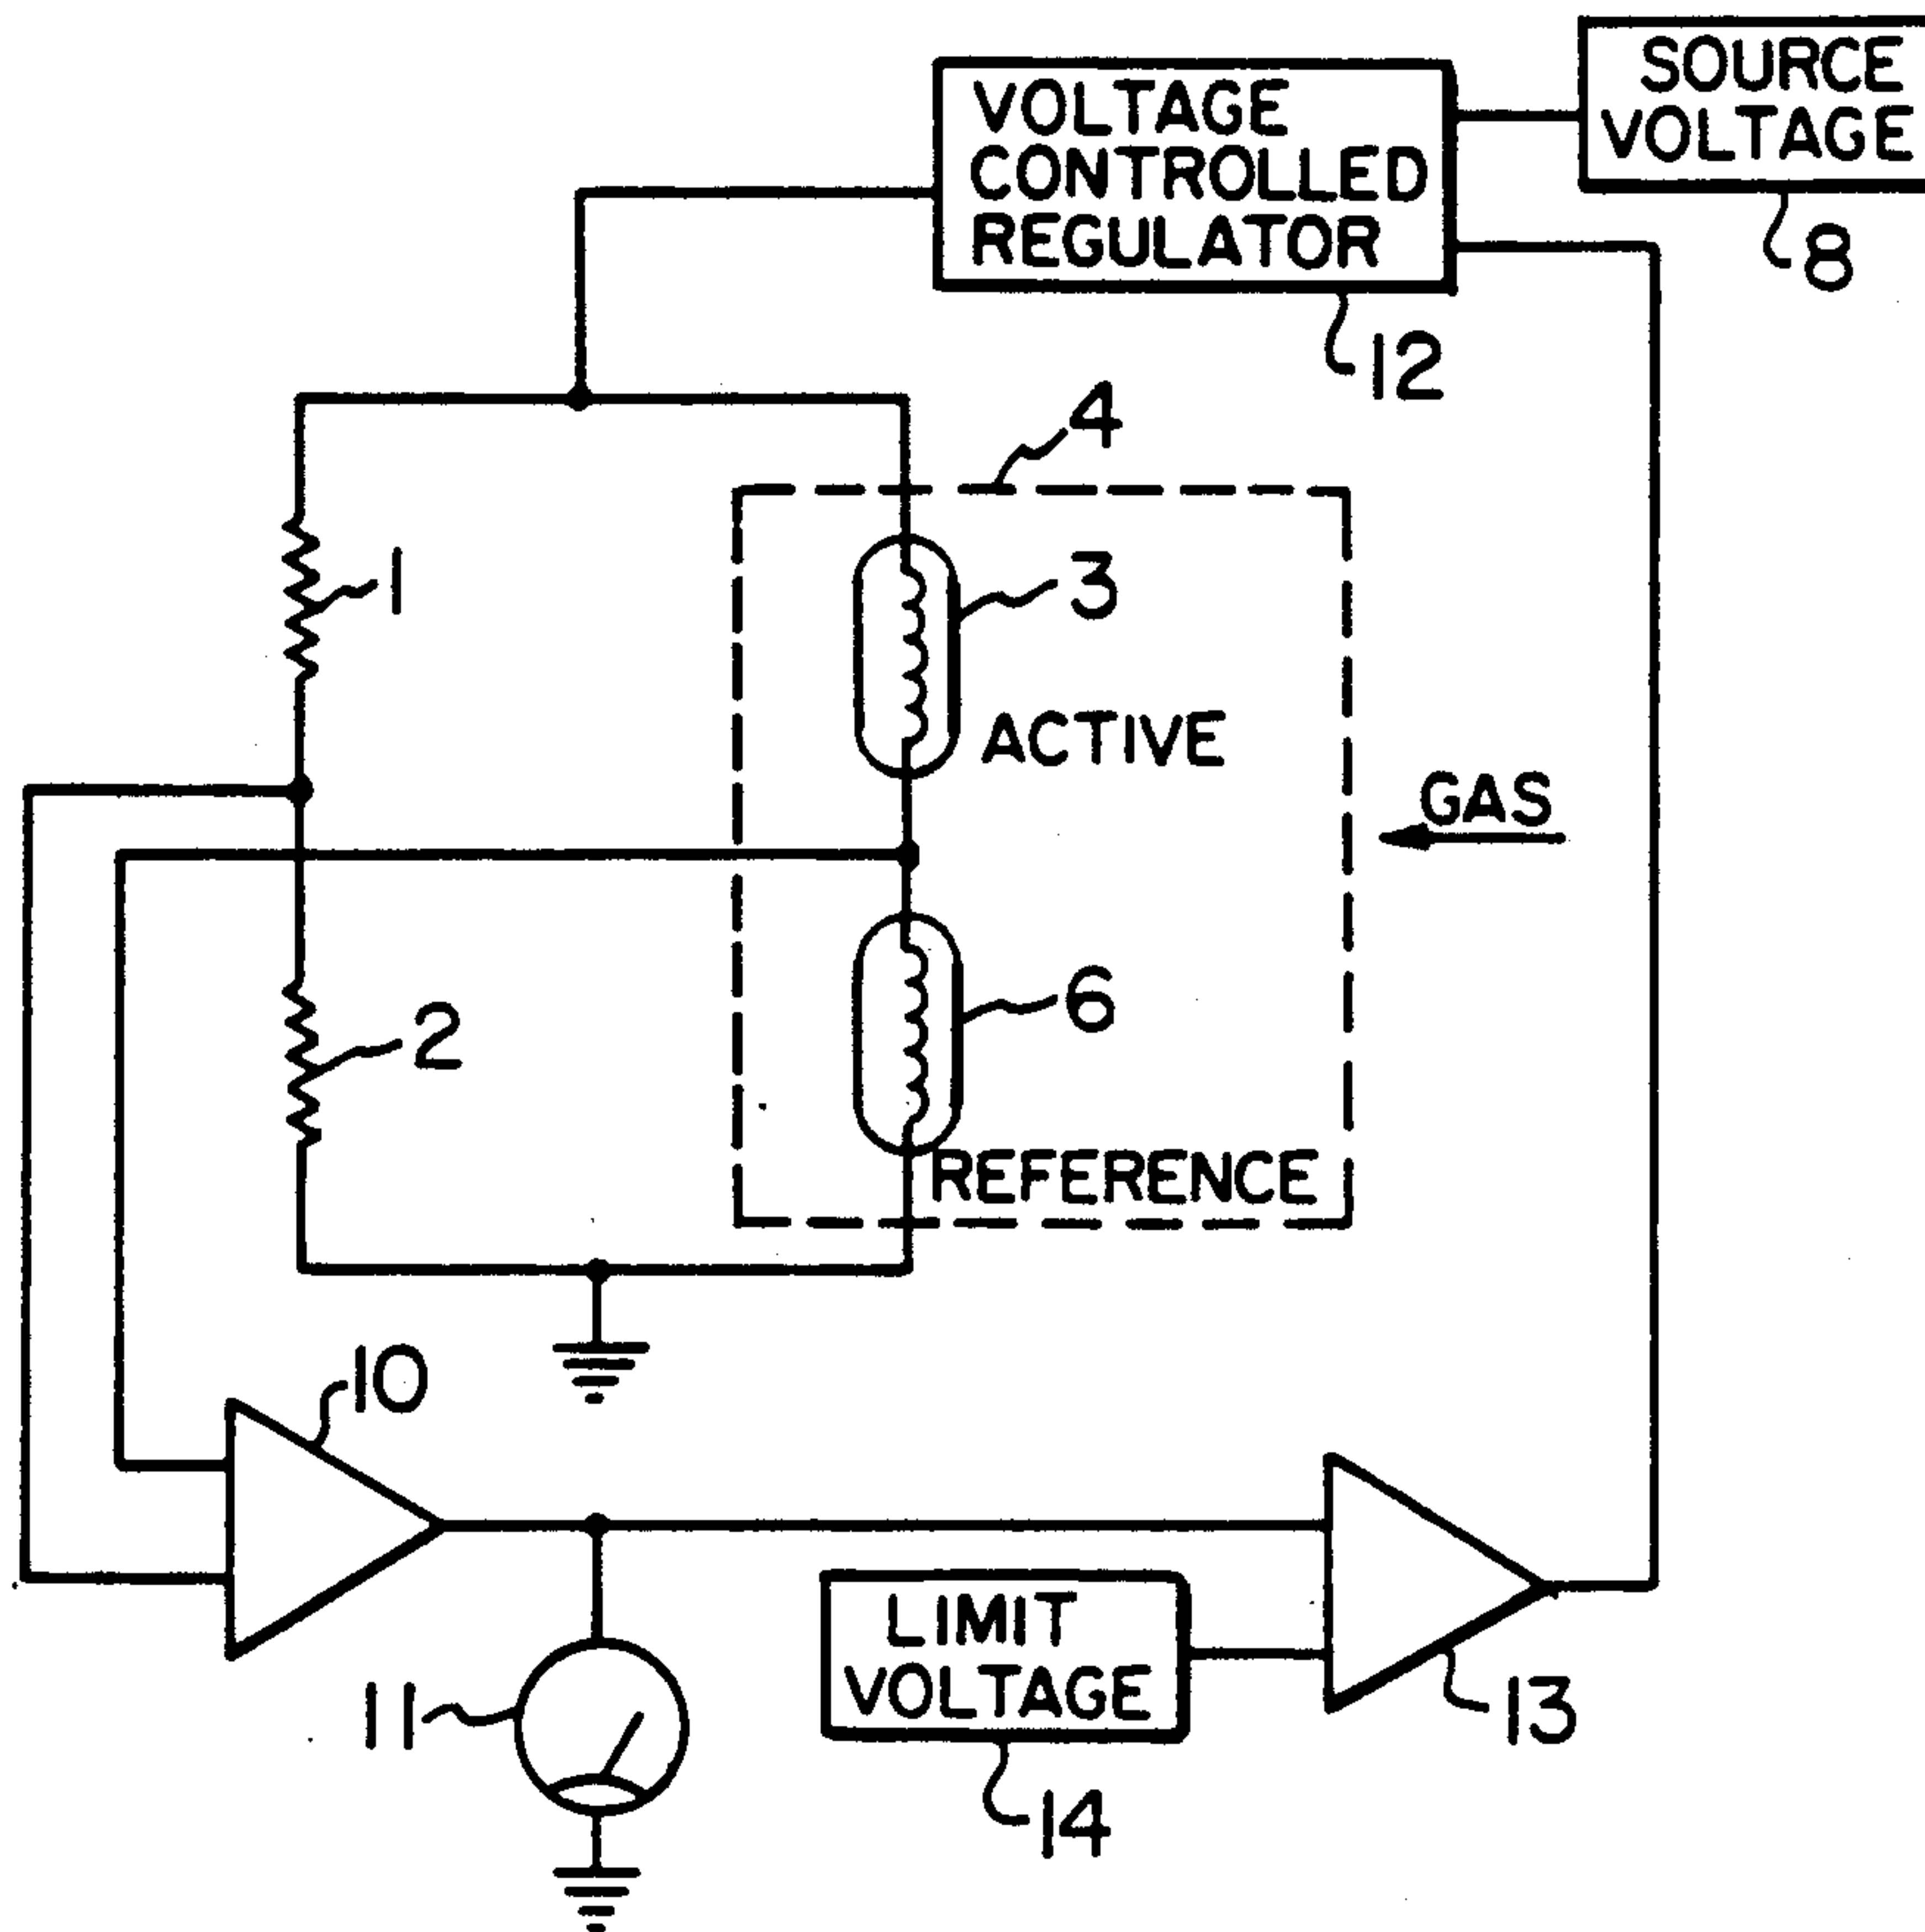 SOURCE
VOLTAGE
8
VOLTAGE
CONTROLLED
REGULATOR
12
4
1
3
ACTIVE
GAS
2
6
REFERENCE
10
LIMIT
VOLTAGE
11
13
14